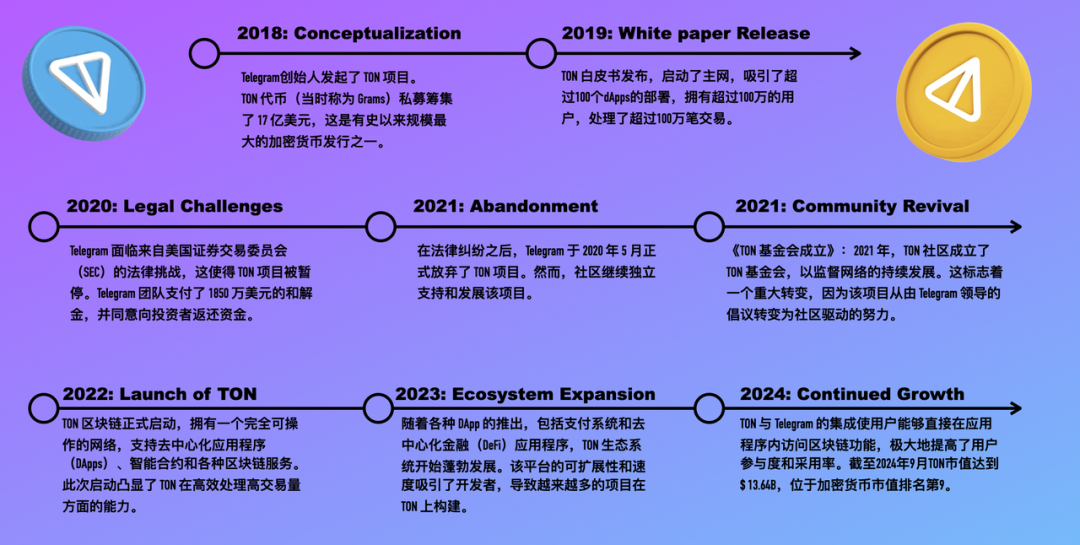 2018: Conceptualization
Telegram创始人发起了 TON 项目。
TON 代币（当时称为 Grams）私募筹集
了 17 亿美元，这是有史以来规模最
大的加密货币发行之一。
2019: White paper Release
TON 白皮书发布，启动了主网，吸引了超
过100个dApps的部署，拥有超过100万的用
户，处理了超过100万笔交易。
2020: Legal Challenges
Telegram 面临来自美国证券交易委员会
（SEC）的法律挑战，这使得 TON 项目被暂
停。Telegram 团队支付了 1850 万美元的和解
金，并同意向投资者返还资金。
2021: Abandonment
在法律纠纷之后，Telegram 于 2020 年 5 月正
式放弃了 TON 项目。然而，社区继续独立
支持和发展该项目。
2021: Community Revival
《TON 基金会成立》：2021 年，TON 社区成立了
TON 基金会，以监督网络的持续发展。这标志着
一个重大转变，因为该项目从由 Telegram 领导的
倡议转变为社区驱动的努力。
2022: Launch of TON
TON 区块链正式启动，拥有一个完全可操
作的网络，支持去中心化应用程序
（DApps）、智能合约和各种区块链服务。
此次启动凸显了 TON 在高效处理高交易量
方面的能力。
2023: Ecosystem Expansion
随着各种 DApp 的推出，包括支付系统和去
中心化金融（DeFi）应用程序，TON 生态系
统开始蓬勃发展。该平台的可扩展性和速
度吸引了开发者，导致越来越多的项目在
TON 上构建。
2024: Continued Growth
TON 与 Telegram 的集成使用户能够直接在应用
程序内访问区块链功能，极大地提高了用户
参与度和采用率。截至2024年9月TON市值达到
$ 13.64B，位于加密货币市值排名第9。